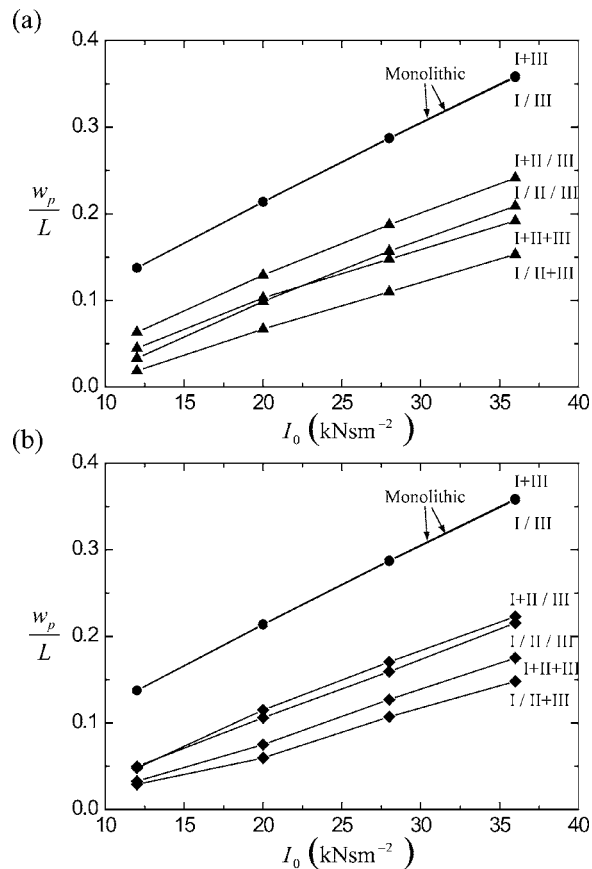 (a)
0.4
0.3
0.2
0.1
0.0
w_p
L
Monolithic
I+III
I / III
I+II / III
I / II / III
I+II+III
I / II+III
10 15 20 25 30 35 40
I₀ (kNsm⁻²)
(b)
0.4
0.3
0.2
0.1
0.0
w_p
L
Monolithic
I+III
I / III
I+II / III
I / II / III
I+II+III
I / II+III
10 15 20 25 30 35 40
I₀ (kNsm⁻²)